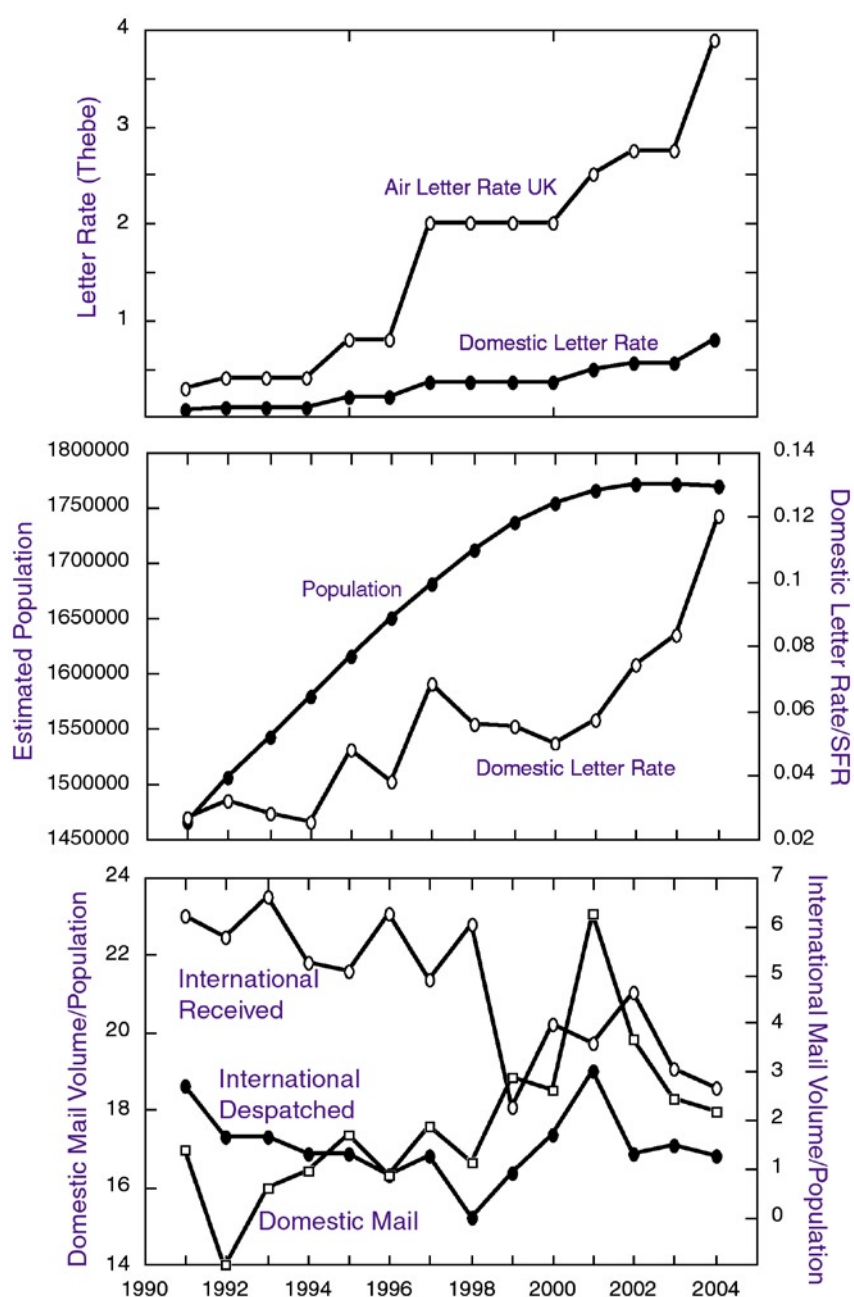 4
3
2
1
Letter Rate (Thebe)
Air Letter Rate UK
Domestic Letter Rate
1800000
1750000
1700000
1650000
1600000
1550000
1500000
1450000
Estimated Population
Population
Domestic Letter Rate
0.14
0.12
0.1
0.08
0.06
0.04
0.02
Domestic Letter
Rate/SFR
24
22
20
18
16
14
Domestic Mail Volume/Population
International
Received
International
Despatched
Domestic Mail
7
6
5
4
3
2
1
0
International Mail Volume/Population
1990 1992 1994 1996 1998 2000 2002 2004